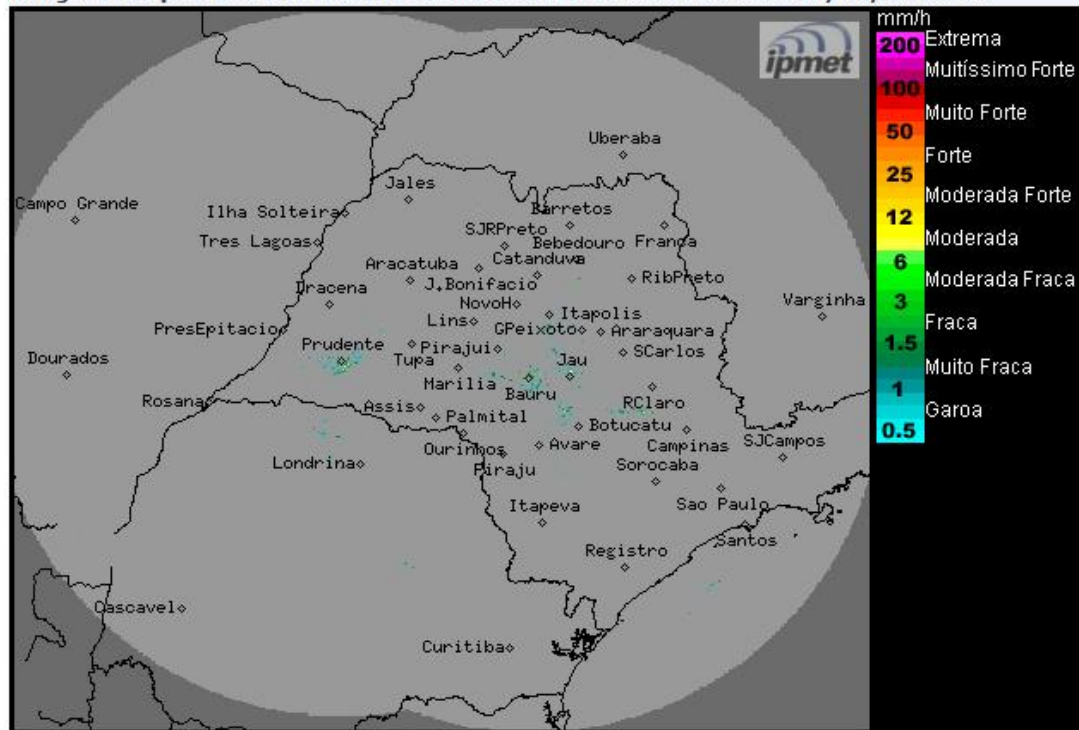 mm/h
200 Extrema
Muitíssimo Forte
100
Muito Forte
50
Forte
25
Moderada Forte
12
Moderada
6
Moderada Fraca
3
Fraca
1.5
Muito Fraca
1
Garoa
0.5
ipmet
Uberaba
Jales
Campo Grande
Ilha Solteira
Barretos
SJRPreto
Tres Lagoas
Bebedouro
Franca
Catanduva
Aracatuba
RibPreto
J.Bonifacio
Dracena
NovoH
Varginha
Itapolis
Lins
GPeixoto
Araraquara
PresEpitacio
Prudente
Pirajui
SCarlos
Dourados
Tupa
Jau
Marilia
Bauru
Rosana
Assis
RClaro
Palmital
Botucatu
Ourinhos
Avare
Campinas
SJCampos
Londrina
Piraju
Sorocaba
Itapeva
Sao Paulo
Santos
Registro
Cascavel
Curitiba